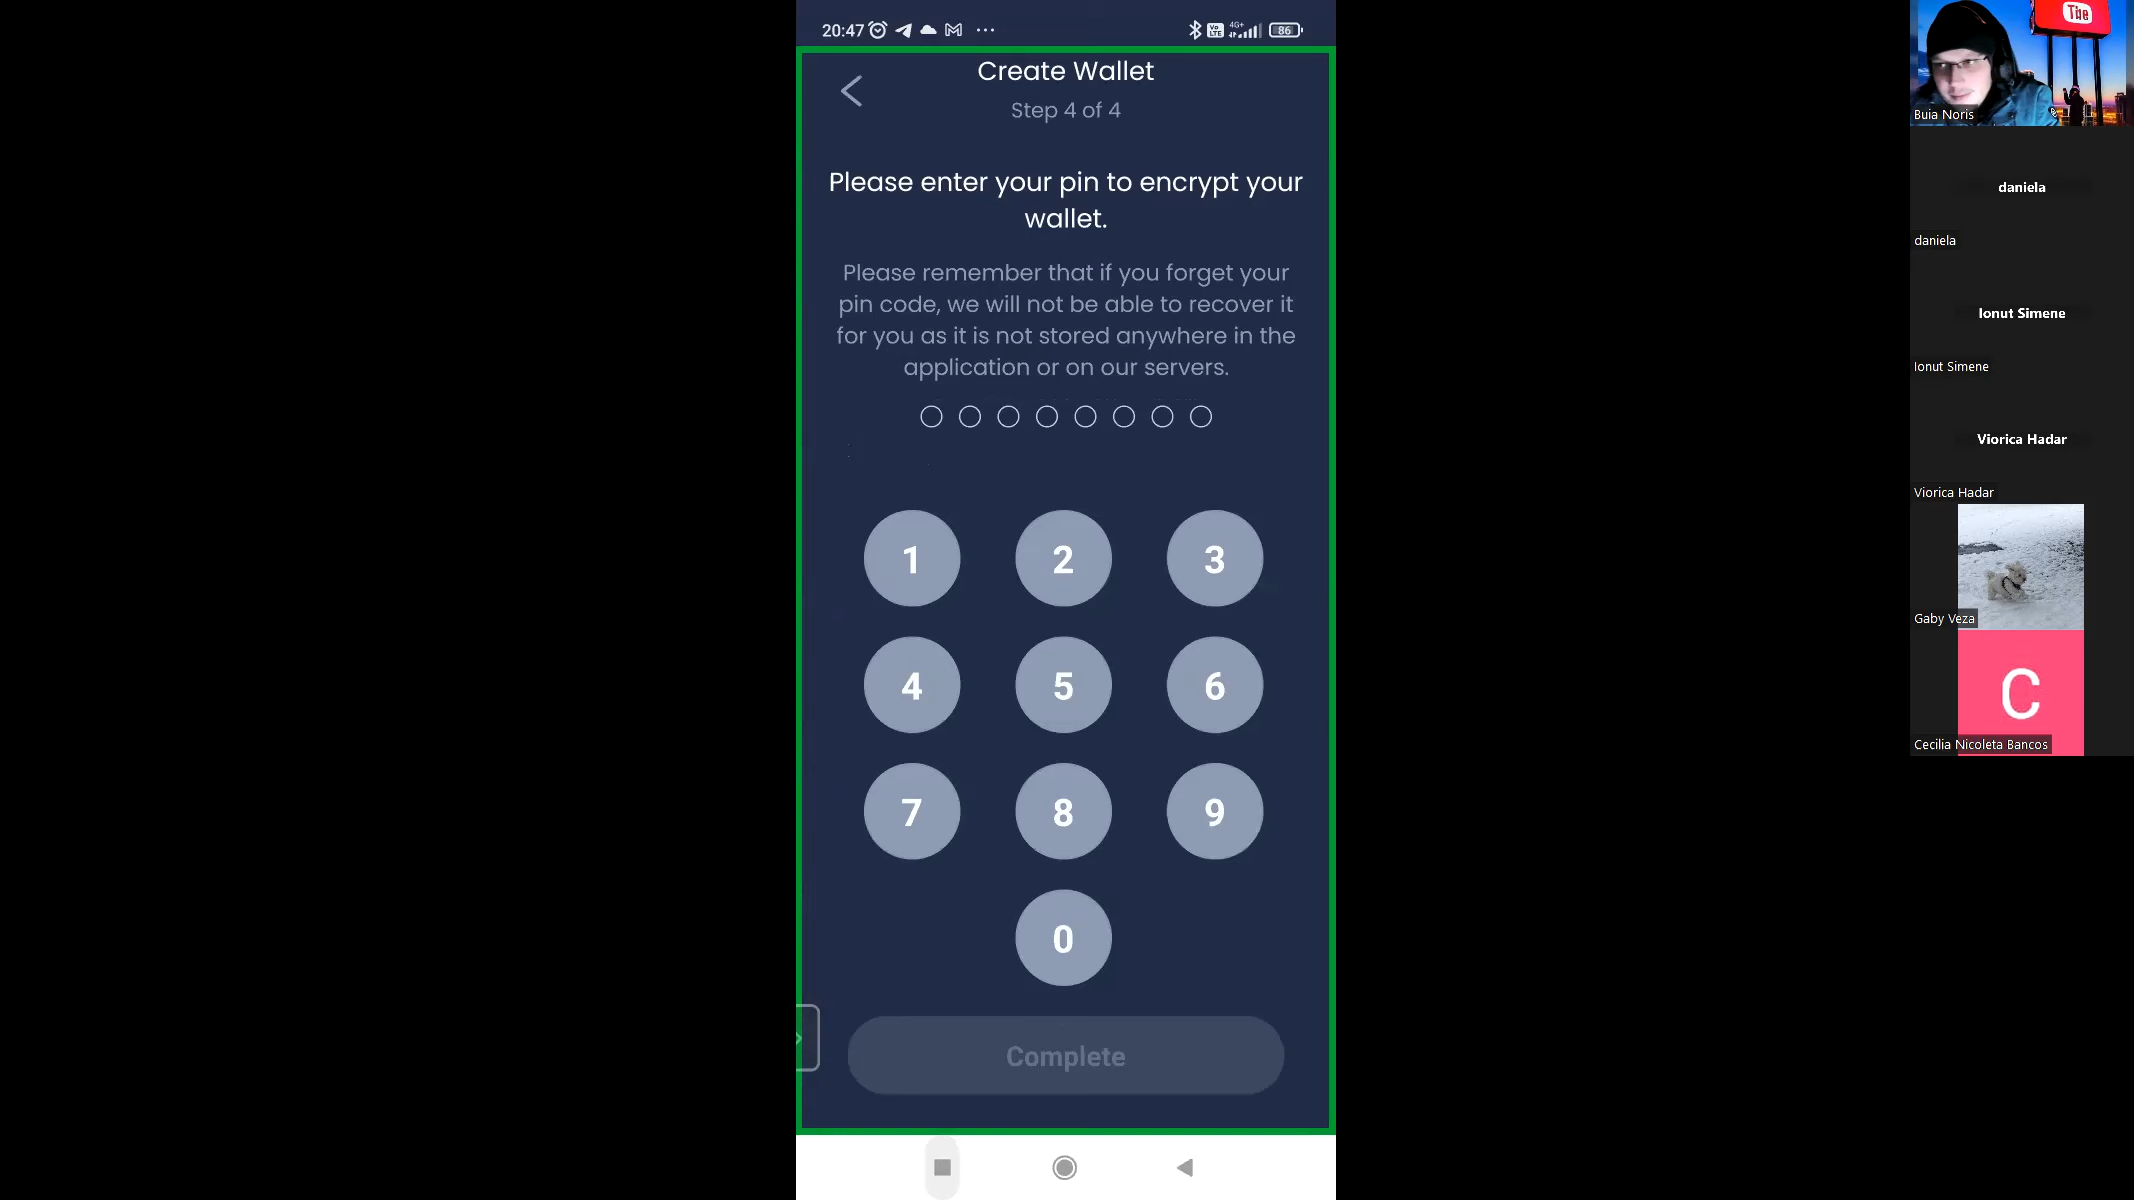 20:47
Vo
LTE
4G+
86
Create Wallet
Step 4 of 4
Please enter your pin to encrypt your
wallet.
Please remember that if you forget your
pin code, we will not be able to recover it
for you as it is not stored anywhere in the
application or on our servers.
1 2 3
4 5 6
7 8 9
0
Complete
Buia Noris
daniela
daniela
Ionut Simene
Ionut Simene
Viorica Hadar
Viorica Hadar
Gaby Veza
C
Cecilia Nicoleta Bancos